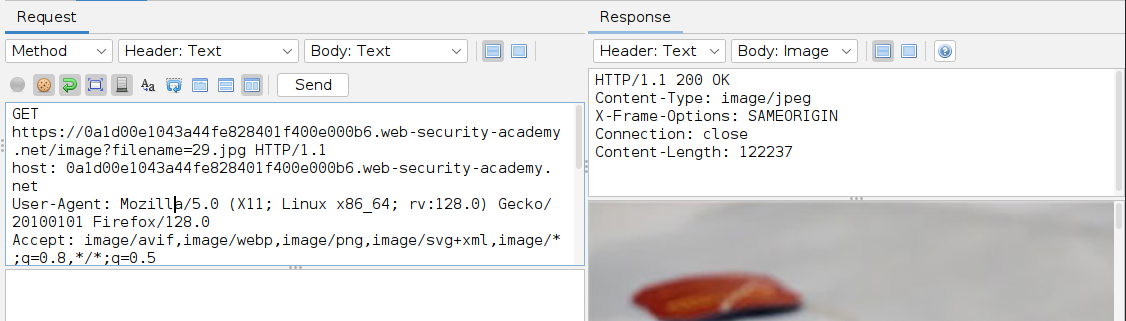 Request
Response
Method
Header: Text
Body: Text
Header: Text
Body: Image
Send
GET
https://0a1d00e1043a44fe828401f400e000b6.web-security-academy
.net/image?filename=29.jpg HTTP/1.1
host: 0a1d00e1043a44fe828401f400e000b6.web-security-academy.
net
User-Agent: Mozilla/5.0 (X11; Linux x86_64; rv:128.0) Gecko/
20100101 Firefox/128.0
Accept: image/avif,image/webp,image/png,image/svg+xml,image/*
;q=0.8,*/*;q=0.5
HTTP/1.1 200 OK
Content-Type: image/jpeg
X-Frame-Options: SAMEORIGIN
Connection: close
Content-Length: 122237